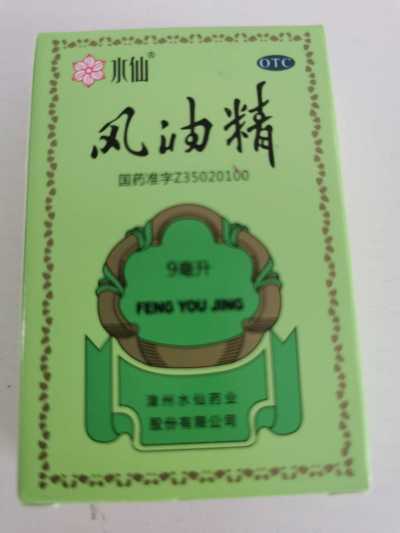 水仙
OTC
风油精
国药准字Z35020100
9毫升
FENG YOU JING
漳州水仙药业
股份有限公司